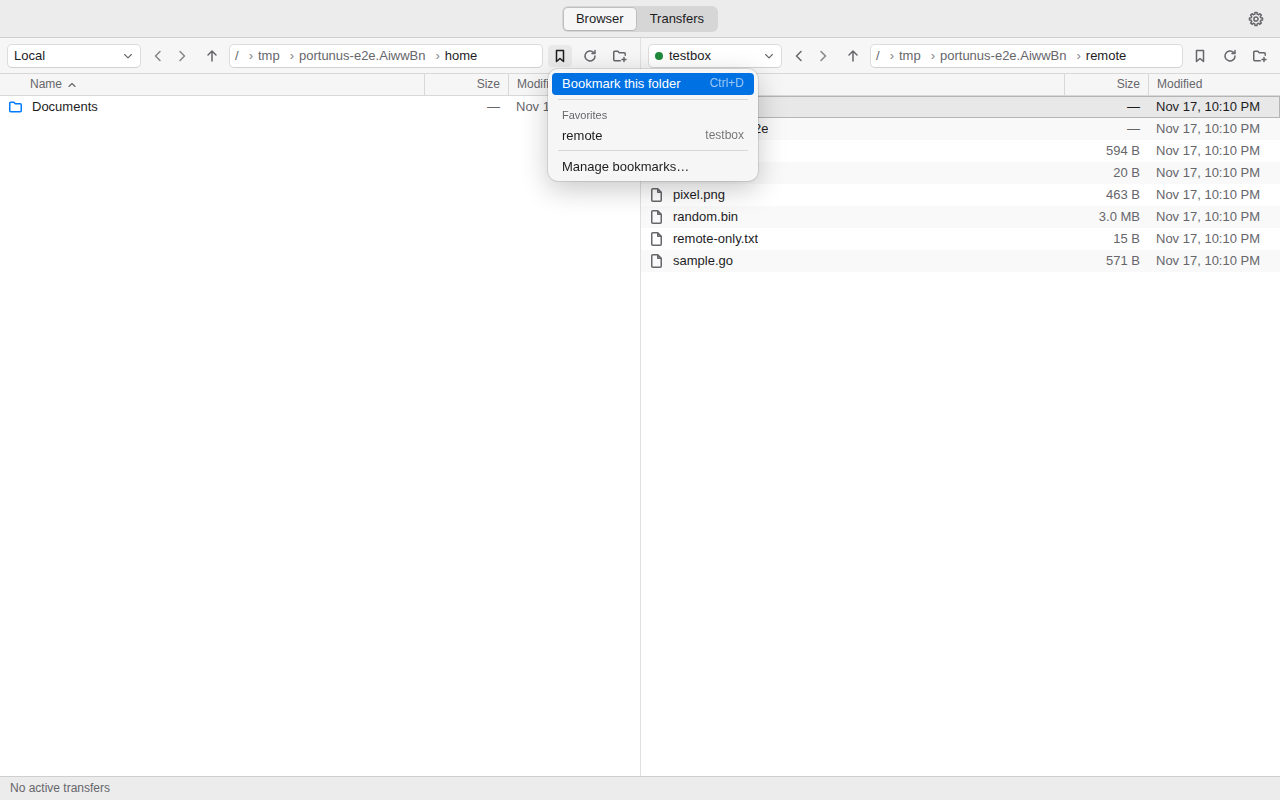 Browser Transfers
Local / › tmp › portunus-e2e.AiwwBn › home
testbox / › tmp › portunus-e2e.AiwwBn › remote
Name Size Modifi
Size Modified
Documents — Nov 1
Bookmark this folder Ctrl+D
Favorites
remote testbox
Manage bookmarks…
— Nov 17, 10:10 PM
2e — Nov 17, 10:10 PM
594 B Nov 17, 10:10 PM
20 B Nov 17, 10:10 PM
pixel.png 463 B Nov 17, 10:10 PM
random.bin 3.0 MB Nov 17, 10:10 PM
remote-only.txt 15 B Nov 17, 10:10 PM
sample.go 571 B Nov 17, 10:10 PM
No active transfers